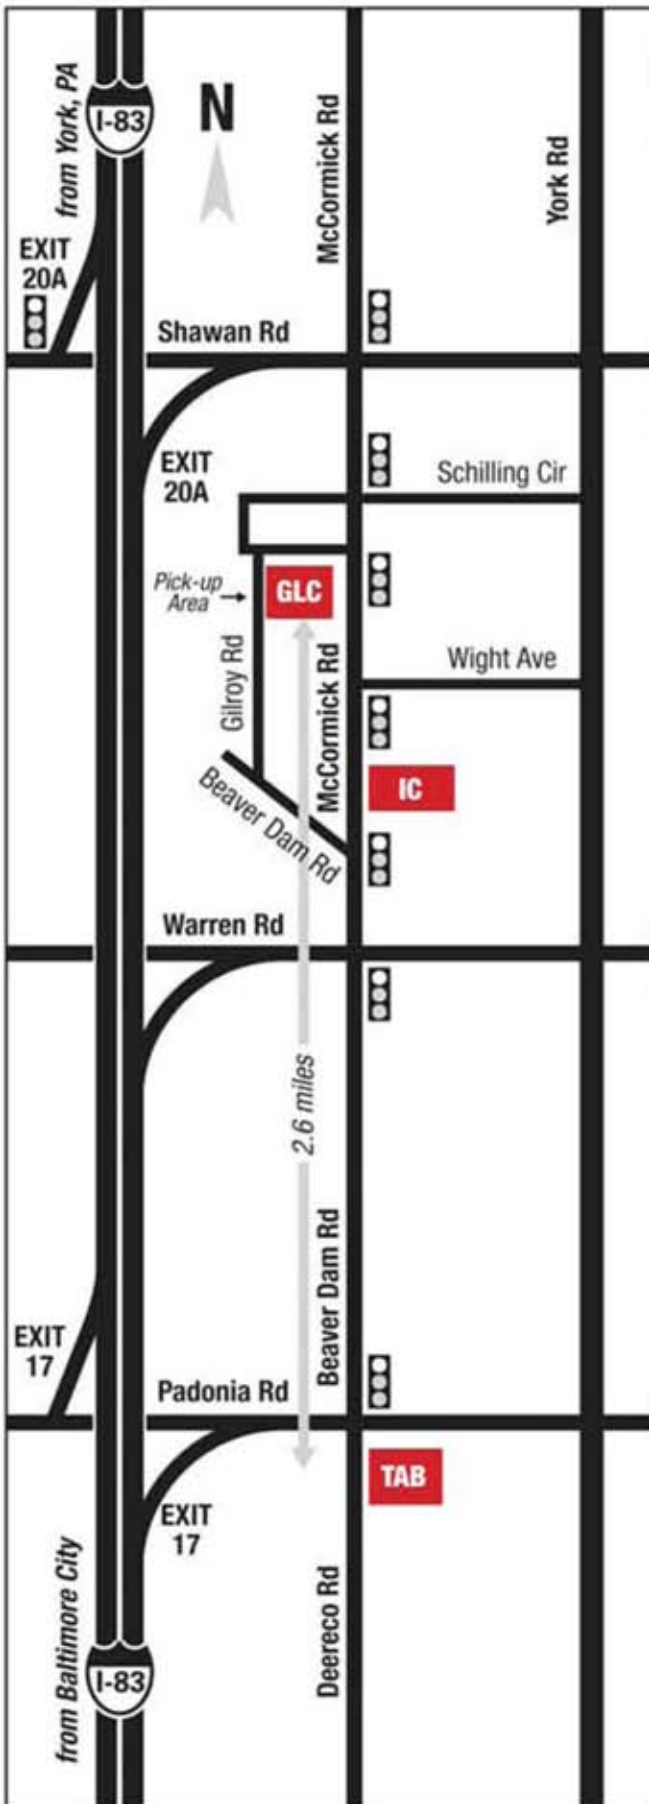 from York, PA
I-83
N
McCormick Rd
York Rd
EXIT
20A
Shawan Rd
EXIT
20A
Schilling Cir
Pick-up
Area
GLC
Gilroy Rd
McCormick Rd
Wight Ave
IC
Beaver Dam Rd
Warren Rd
2.6 miles
Beaver Dam Rd
EXIT
17
Padonia Rd
TAB
EXIT
17
from Baltimore City
I-83
Deereco Rd